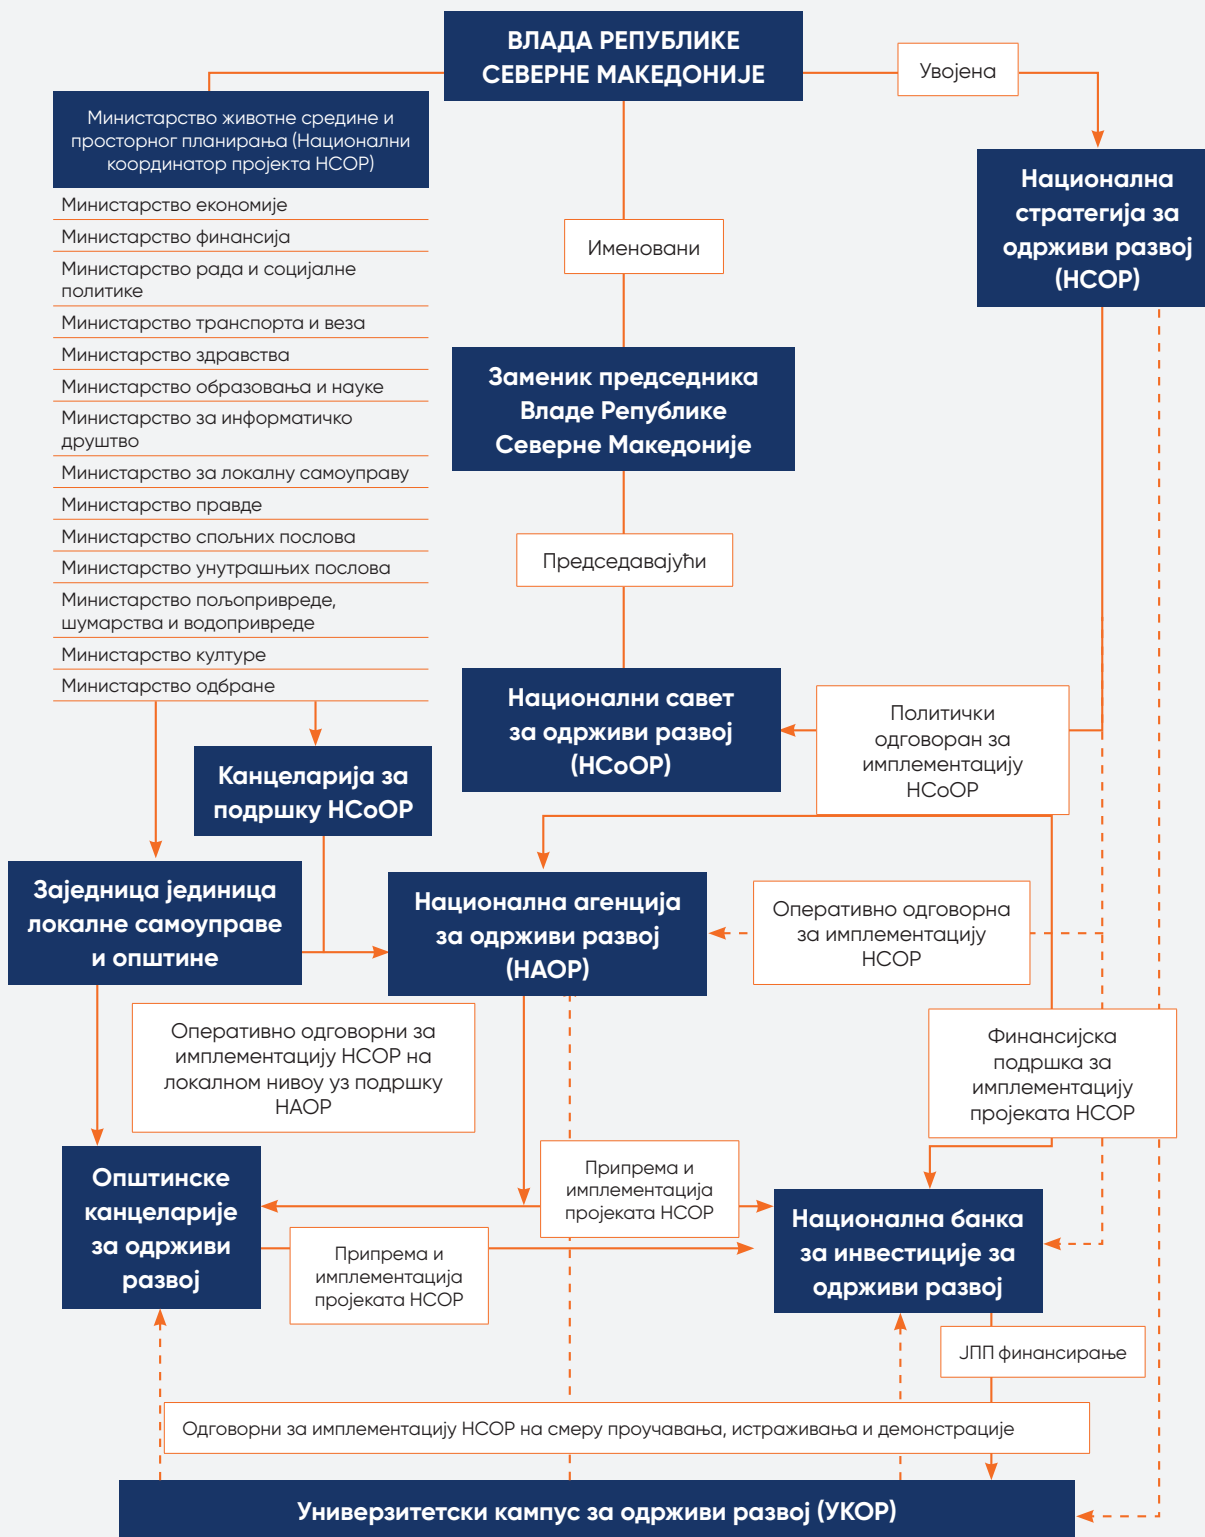 ВЛАДА РЕПУБЛИКЕ
СЕВЕРНЕ МАКЕДОНИЈЕ
Увојена
Министарство животне средине и
просторног планирања (Национални
координатор пројекта НСОР)
Министарство економије
Министарство финансија
Министарство рада и социјалне
политике
Министарство транспорта и веза
Министарство здравства
Министарство образовања и науке
Министарство за информатичко
друштво
Министарство за локалну самоуправу
Министарство правде
Министарство спољних послова
Министарство унутрашњих послова
Министарство пољопривреде,
шумарства и водопривреде
Министарство културе
Министарство одбране
Национална
стратегија за
одрживи развој
(НСОР)
Именовани
Заменик председника
Владе Републике
Северне Македоније
Председавајући
Национални савет
за одрживи развој
(НСоОР)
Политички
одговоран за
имплементацију
НСоОР
Канцеларија за
подршку НСоОР
Заједница јединица
локалне самоуправе
и општине
Национална агенција
за одрживи развој
(НАОР)
Оперативно одговорна
за имплементацију
НСОР
Оперативно одговорни за
имплементацију НСОР на
локалном нивоу уз подршку
НАОР
Финансијска
подршка за
имплементацију
пројеката НСОР
Општинске
канцеларије
за одрживи
развој
Припрема и
имплементација
пројеката НСОР
Национална банка
за инвестиције за
одрживи развој
Припрема и
имплементација
пројеката НСОР
ЈПП финансирање
Одговорни за имплементацију НСОР на смеру проучавања, истраживања и демонстрације
Универзитетски кампус за одрживи развој (УКОР)